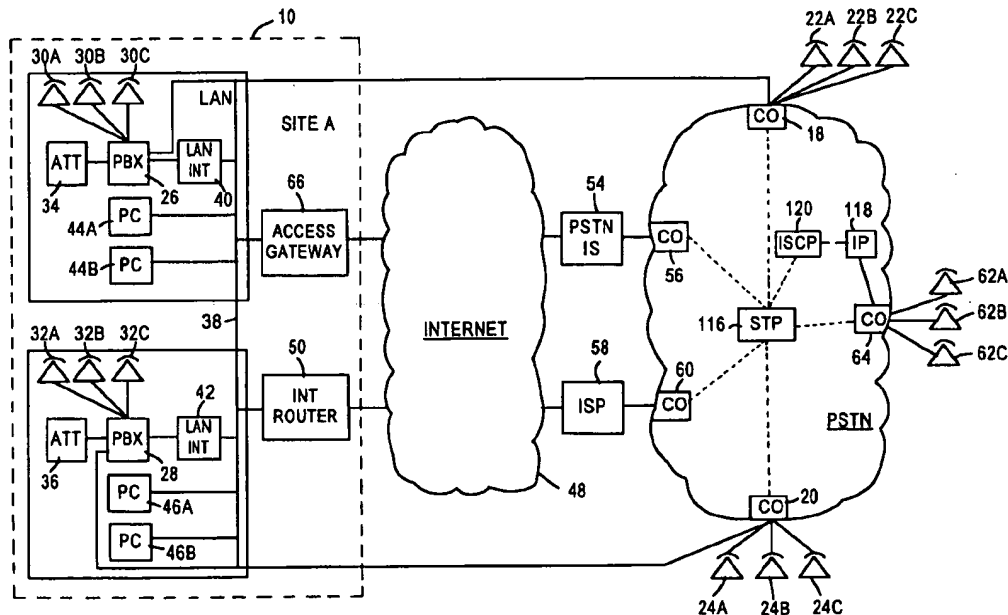 10
22A 22B 22C
30A 30B 30C
LAN
SITE A
CO
18
ATT
PBX
LAN INT
34
26
40
66
ACCESS GATEWAY
54
PSTN IS
CO
56
120
ISCP
118
IP
44A
PC
44B
PC
38
INTERNET
116
STP
CO
64
62A
62B
62C
32A 32B 32C
50
INT ROUTER
42
LAN INT
58
ISP
60
CO
PSTN
ATT
PBX
36
28
PC
46A
PC
46B
48
CO
20
24A 24B 24C